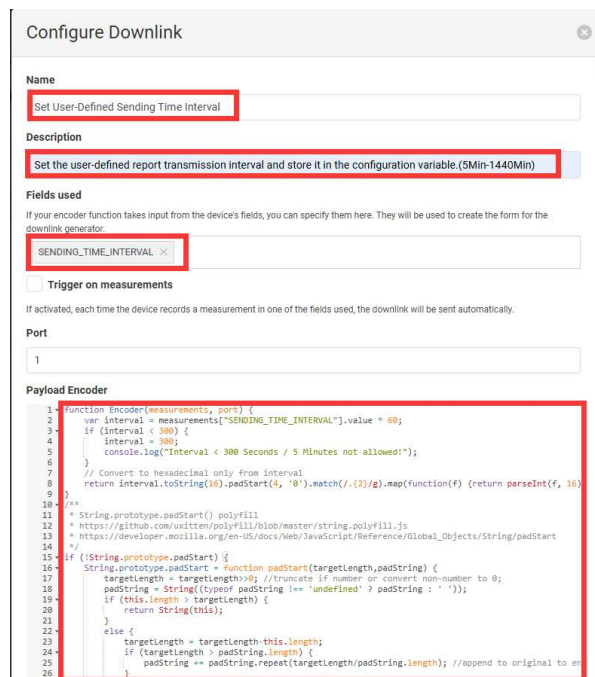 Configure Downlink
Name
Set User-Defined Sending Time Interval
Description
Set the user-defined report transmission interval and store it in the configuration variable.(5Min-1440Min)
Fields used
If your encoder function takes input from the device's fields, you can specify them here. They will be used to create the form for the
downlink generator.
SENDING_TIME_INTERVAL ×
Trigger on measurements
If activated, each time the device records a measurement in one of the fields used, the downlink will be sent automatically.
Port
1
Payload Encoder
1 function Encoder(measurements, port) {
2 var interval = measurements["SENDING_TIME_INTERVAL"].value * 60;
3 if (interval < 300) {
4 interval = 300;
5 console.log("Interval < 300 Seconds / 5 Minutes not allowed!");
6 }
7 // Convert to hexadecimal only from interval
8 return interval.toString(16).padStart(4, '0').match(/.{2}/g).map(function(f) {return parseInt(f, 16)
9 }
10 /**
11 * String.prototype.padStart() polyfill
12 * https://github.com/uxitten/polyfill/blob/master/string.polyfill.js
13 * https://developer.mozilla.org/en-US/docs/Web/JavaScript/Reference/Global_Objects/String/padStart
14 */
15 if (!String.prototype.padStart) {
16 String.prototype.padStart = function padStart(targetLength,padString) {
17 targetLength = targetLength>>0; //truncate if number or convert non-number to 0;
18 padString = String((typeof padString !== 'undefined' ? padString : ' '));
19 if (this.length > targetLength) {
20 return String(this);
21 }
22 else {
23 targetLength = targetLength-this.length;
24 if (targetLength > padString.length) {
25 padString += padString.repeat(targetLength/padString.length); //append to original to en
26 }